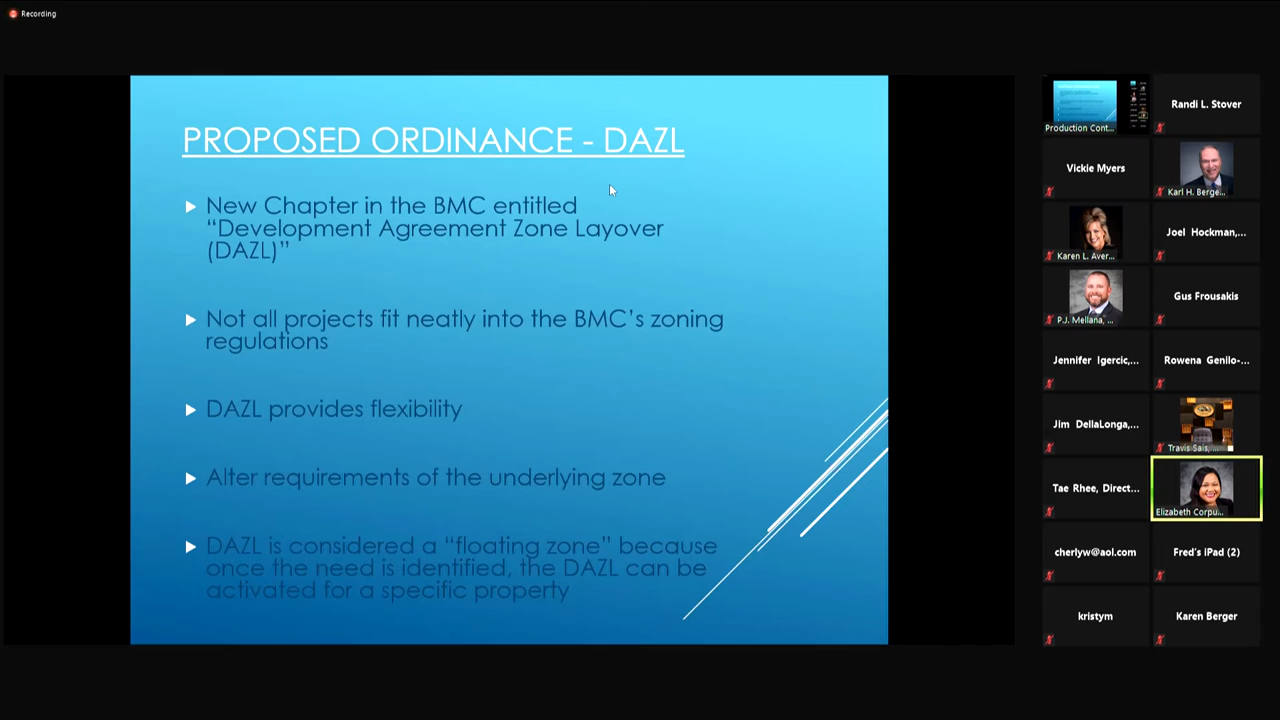 Recording
PROPOSED ORDINANCE - DAZL
New Chapter in the BMC entitled
“Development Agreement Zone Layover
(DAZL)”
Not all projects fit neatly into the BMC’s zoning
regulations
DAZL provides flexibility
Alter requirements of the underlying zone
DAZL is considered a “floating zone” because
once the need is identified, the DAZL can be
activated for a specific property
Production Cont...
Randi L. Stover
Vickie Myers
Karl H. Berge...
Karen L. Aver...
Joel Hockman,...
P.J. Mellana, ...
Gus Frousakis
Jennifer Igercic,...
Rowena Genilo-...
Jim DellaLonga,...
Travis Sais, ...
Tae Rhee, Direct...
Elizabeth Corpu...
cherlyw@aol.com
Fred's iPad (2)
kristym
Karen Berger